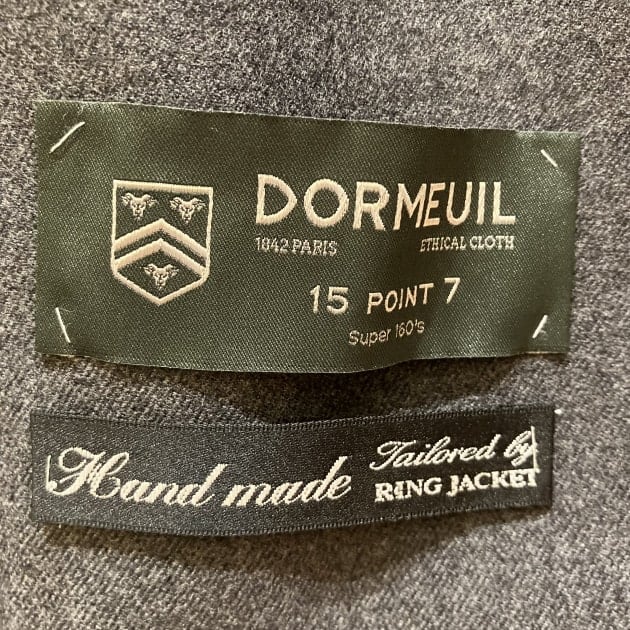 DORMEUIL
1842 PARIS ETHICAL CLOTH
15 POINT 7
Super 160's
Hand made Tailored by
RING JACKET